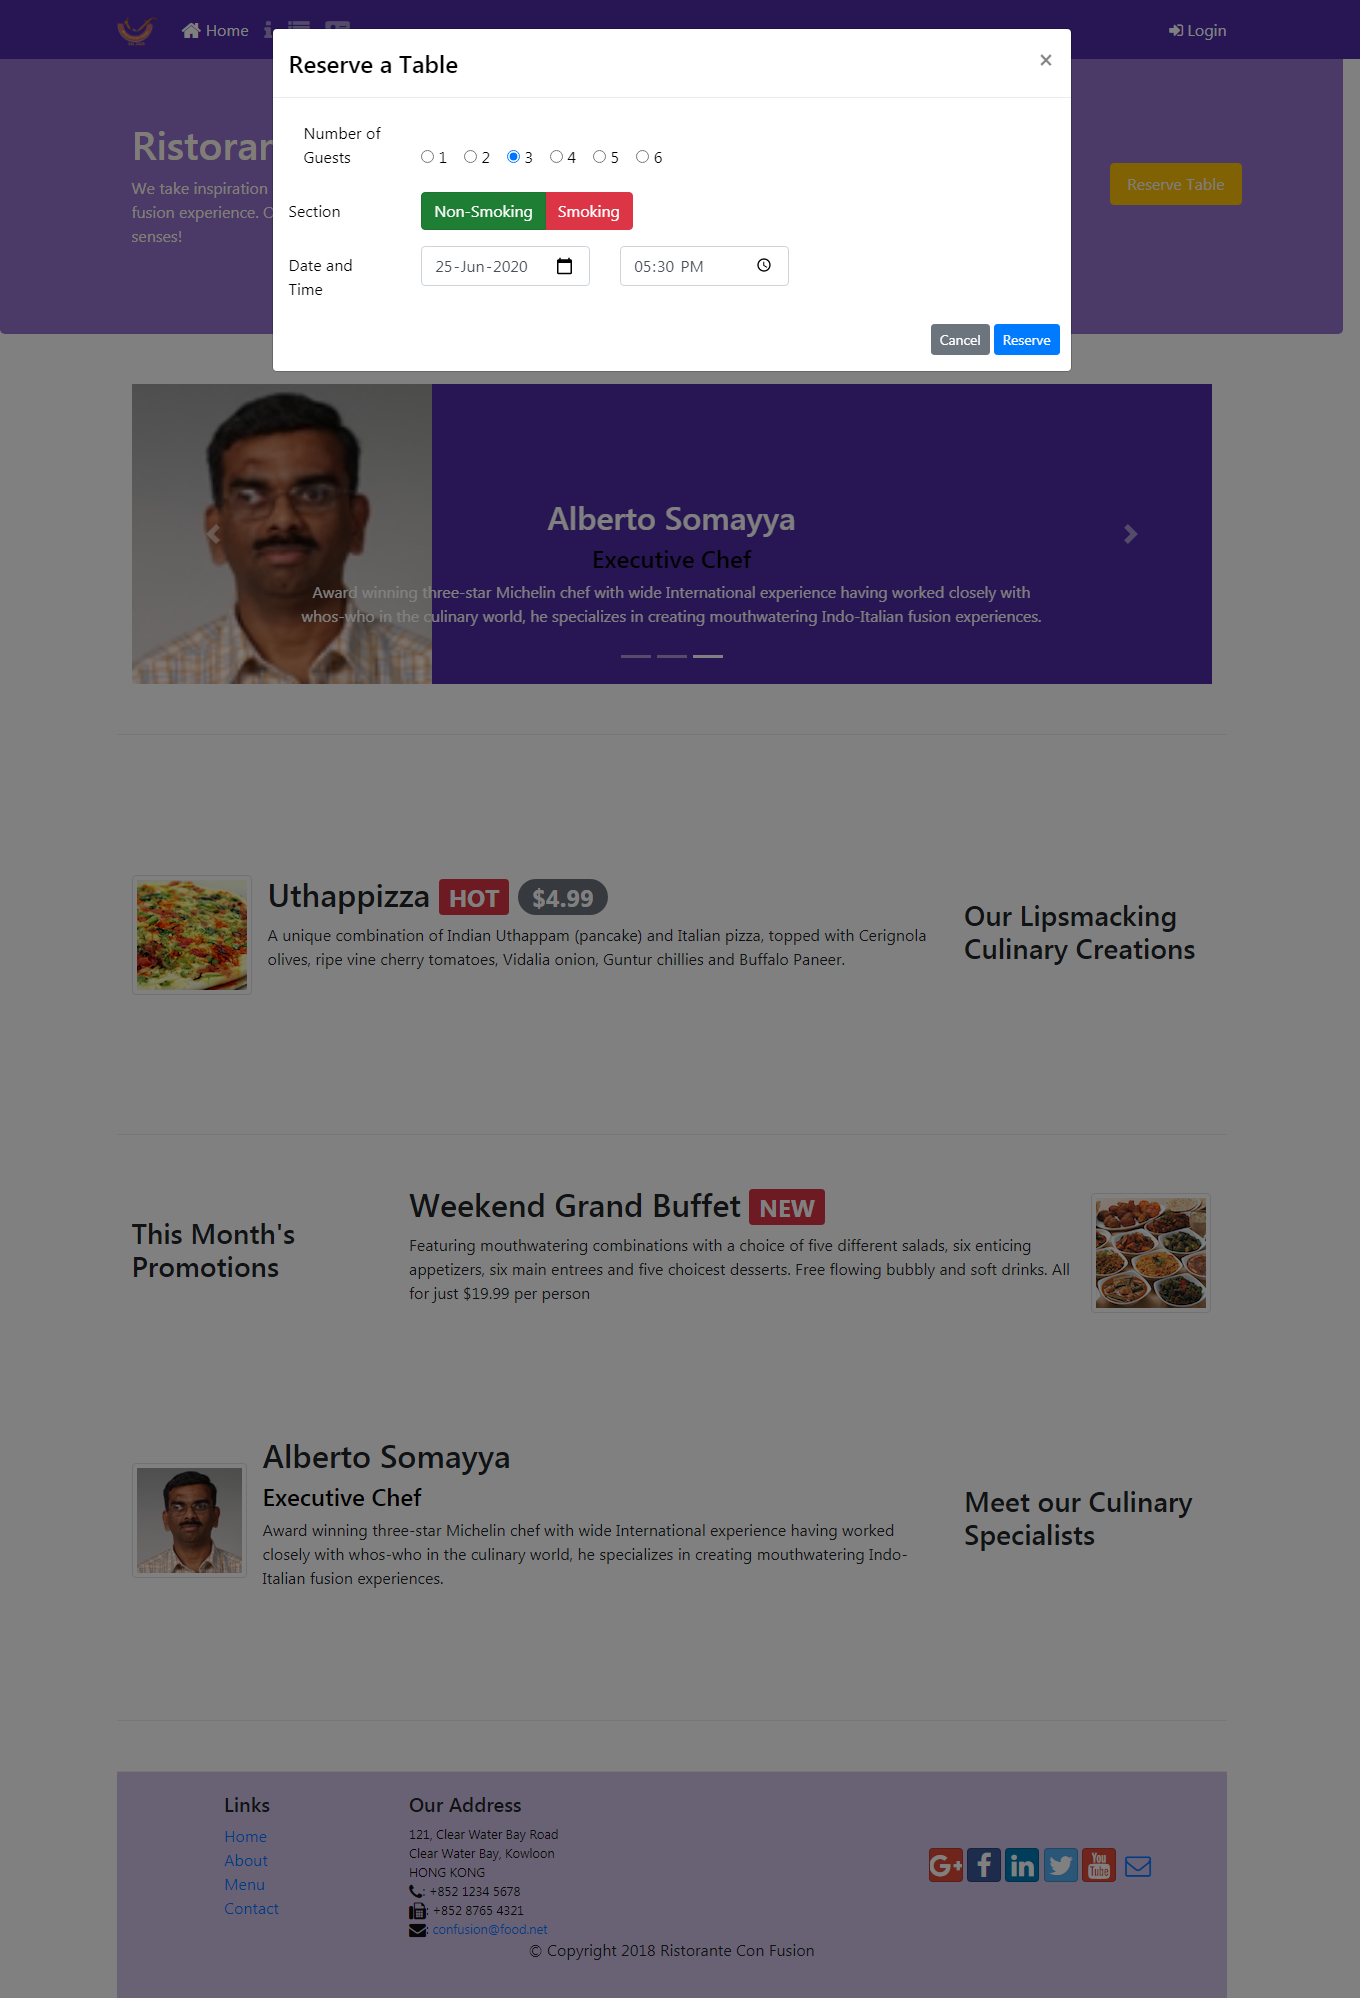 Home
Login
Reserve a Table
×
Number of
Guests
1 2 3 4 5 6
Section
Non-Smoking Smoking
Date and
Time
25-Jun-2020
05:30 PM
Cancel Reserve
We take inspiration
fusion experience.
senses!
Reserve Table
Alberto Somayya
Executive Chef
Award winning three-star Michelin chef with wide International experience having worked closely with
whos-who in the culinary world, he specializes in creating mouthwatering Indo-Italian fusion experiences.
Uthappizza HOT $4.99
A unique combination of Indian Uthappam (pancake) and Italian pizza, topped with Cerignola
olives, ripe vine cherry tomatoes, Vidalia onion, Guntur chillies and Buffalo Paneer.
Our Lipsmacking
Culinary Creations
This Month's
Promotions
Weekend Grand Buffet NEW
Featuring mouthwatering combinations with a choice of five different salads, six enticing
appetizers, six main entrees and five choicest desserts. Free flowing bubbly and soft drinks. All
for just $19.99 per person
Alberto Somayya
Executive Chef
Award winning three-star Michelin chef with wide International experience having worked
closely with whos-who in the culinary world, he specializes in creating mouthwatering Indo-
Italian fusion experiences.
Meet our Culinary
Specialists
Links
Home
About
Menu
Contact
Our Address
121, Clear Water Bay Road
Clear Water Bay, Kowloon
HONG KONG
: +852 1234 5678
: +852 8765 4321
: confusion@food.net
G+ f in You Tube
© Copyright 2018 Ristorante Con Fusion